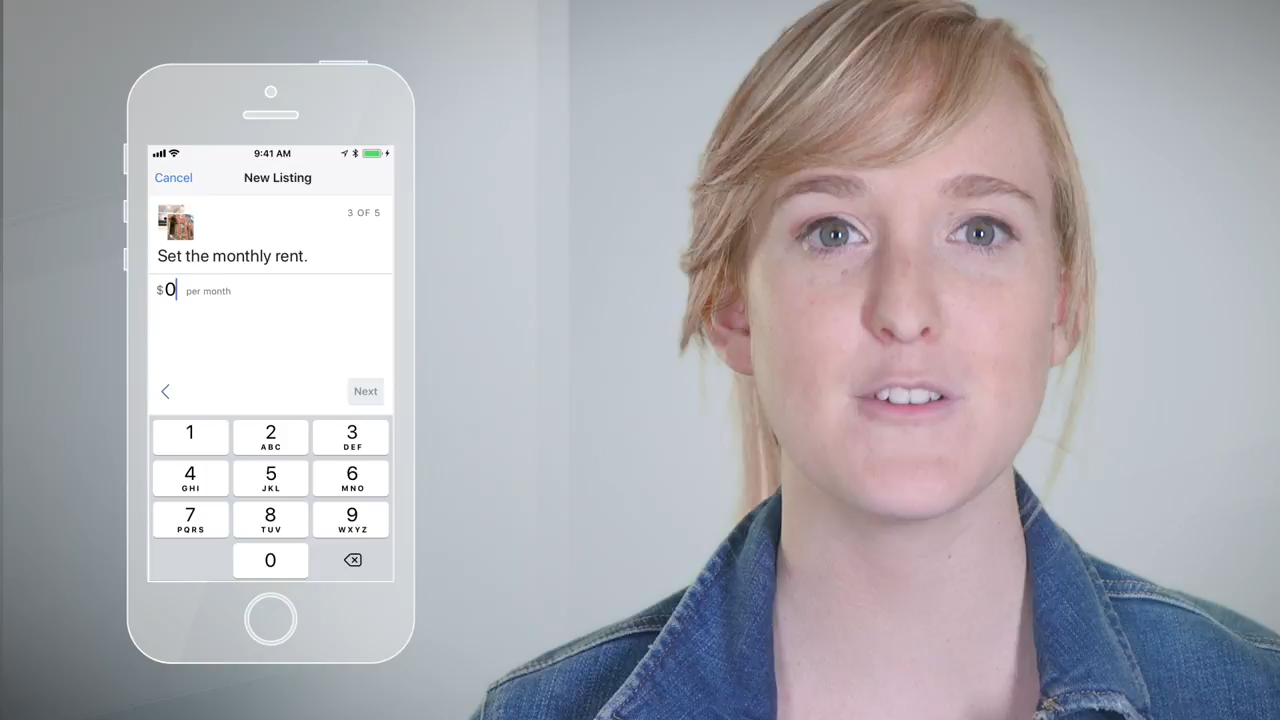 9:41 AM
Cancel New Listing
3 OF 5
Set the monthly rent.
$0 per month
Next
1 2 3
ABC DEF
4 5 6
GHI JKL MNO
7 8 9
PQRS TUV WXYZ
0